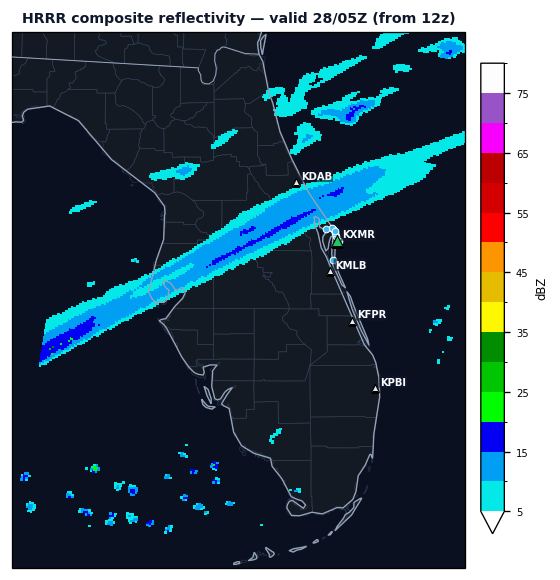 HRRR composite reflectivity — valid 28/05Z (from 12z)
KDAB
KXMR
KMLB
KFPR
KPBI
75
65
55
45
35
25
15
5
dBZ